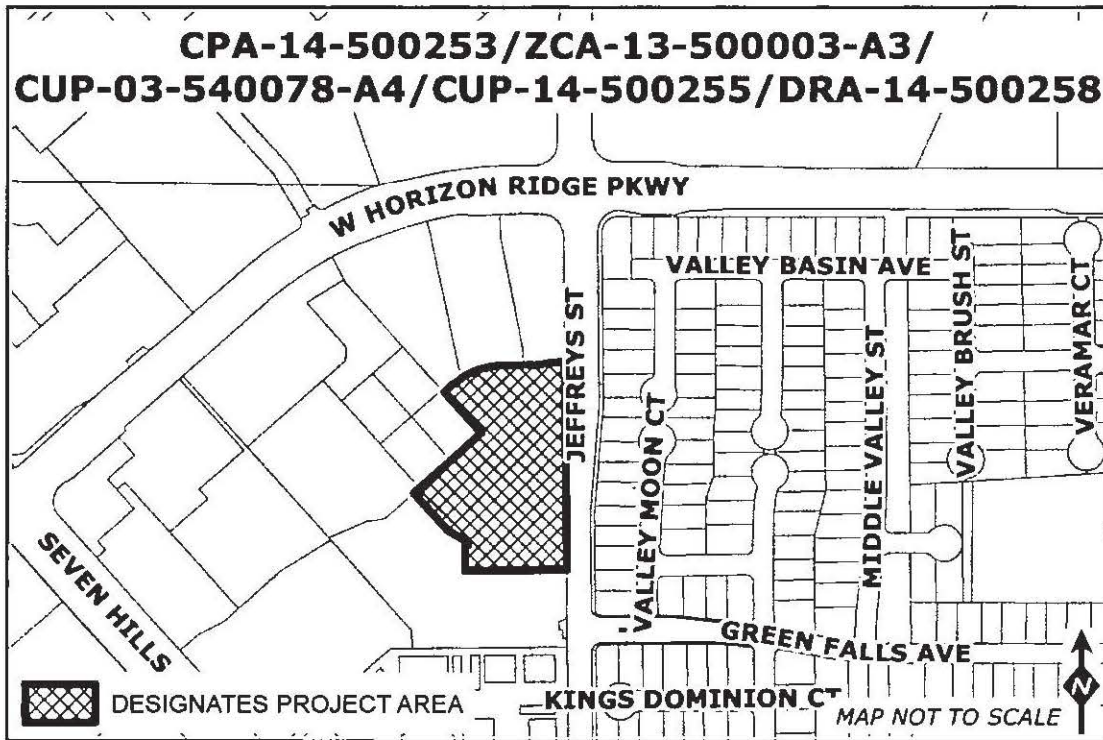 CPA-14-500253/ZCA-13-500003-A3/
CUP-03-540078-A4/CUP-14-500255/DRA-14-500258
W HORIZON RIDGE PKWY
VALLEY BASIN AVE
JEFFREYS ST
VALLEY MOON CT
MIDDLE VALLEY ST
VALLEY BRUSH ST
VERAMAR CT
SEVEN HILLS
GREEN FALLS AVE
KINGS DOMINION CT
DESIGNATES PROJECT AREA
MAP NOT TO SCALE
N